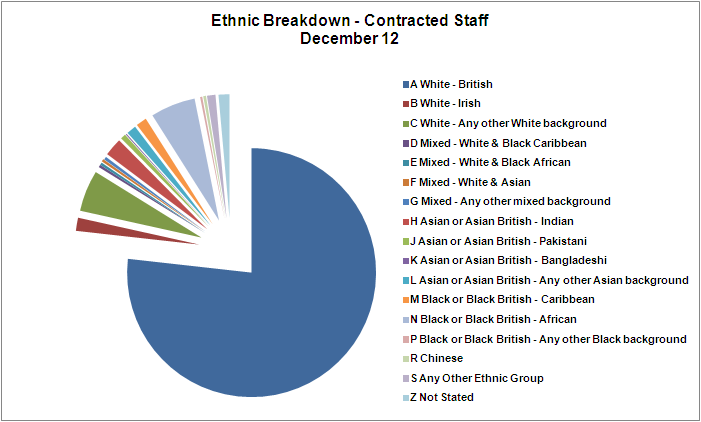 Ethnic Breakdown - Contracted Staff
December 12
A White - British
B White - Irish
C White - Any other White background
D Mixed - White & Black Caribbean
E Mixed - White & Black African
F Mixed - White & Asian
G Mixed - Any other mixed background
H Asian or Asian British - Indian
J Asian or Asian British - Pakistani
K Asian or Asian British - Bangladeshi
L Asian or Asian British - Any other Asian background
M Black or Black British - Caribbean
N Black or Black British - African
P Black or Black British - Any other Black background
R Chinese
S Any Other Ethnic Group
Z Not Stated